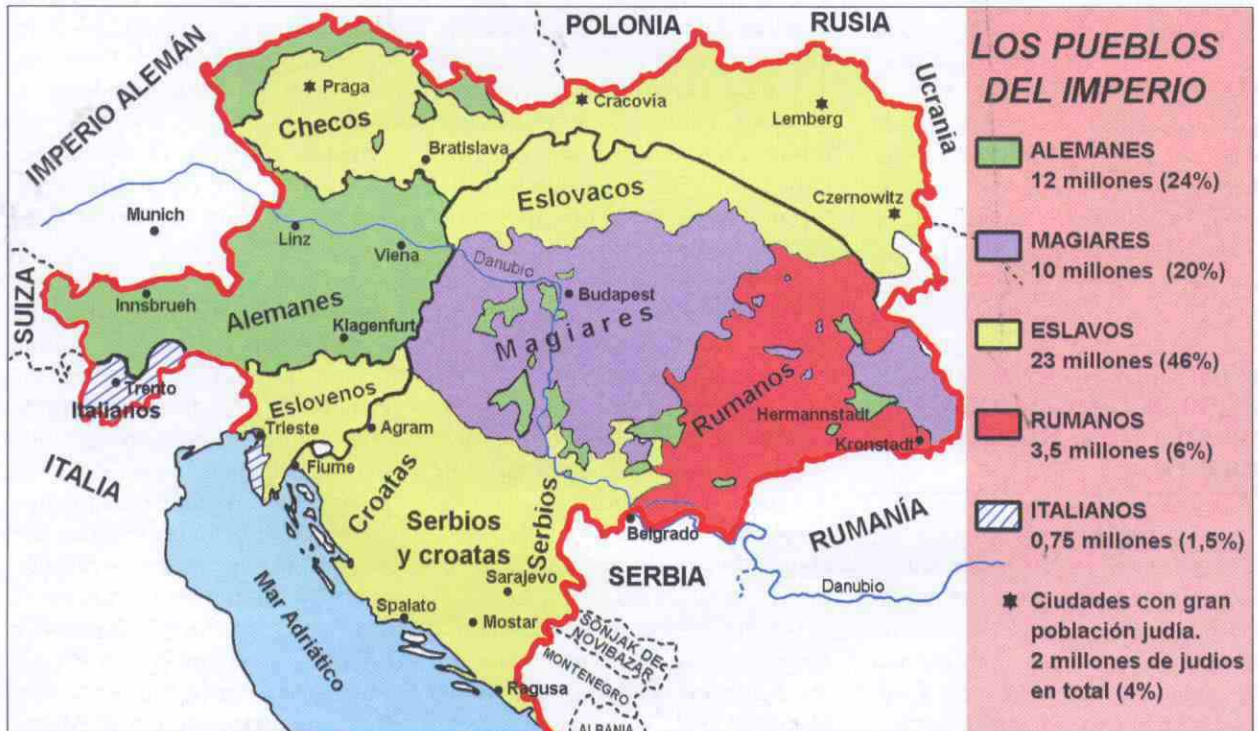 POLONIA
RUSIA
IMPERIO ALEMÁN
Ucrania
Praga
Checos
Cracovia
Lemberg
Bratislava
Eslovacos
Czernowitz
Munich
Linz
Viena
Danubio
Budapest
SUIZA
Innsbrueh
Alemanes
Klagenfurt
Magiares
Trento
Italianos
Eslovenos
Rumanos
Hermannstadt
Kronstadt
Trieste
Agram
ITALIA
Fiume
Croatas
Serbios
y croatas
Serbios
Belgrado
RUMANÍA
SERBIA
Danubio
Sarajevo
Mar Adriático
Spalato
Mostar
SONJAK DE
NOVIBAZAR
MONTENEGRO
Ragusa
ALBANIA
LOS PUEBLOS
DEL IMPERIO
ALEMANES
12 millones (24%)
MAGIARES
10 millones (20%)
ESLAVOS
23 millones (46%)
RUMANOS
3,5 millones (6%)
ITALIANOS
0,75 millones (1,5%)
Ciudades con gran
población judía.
2 millones de judios
en total (4%)